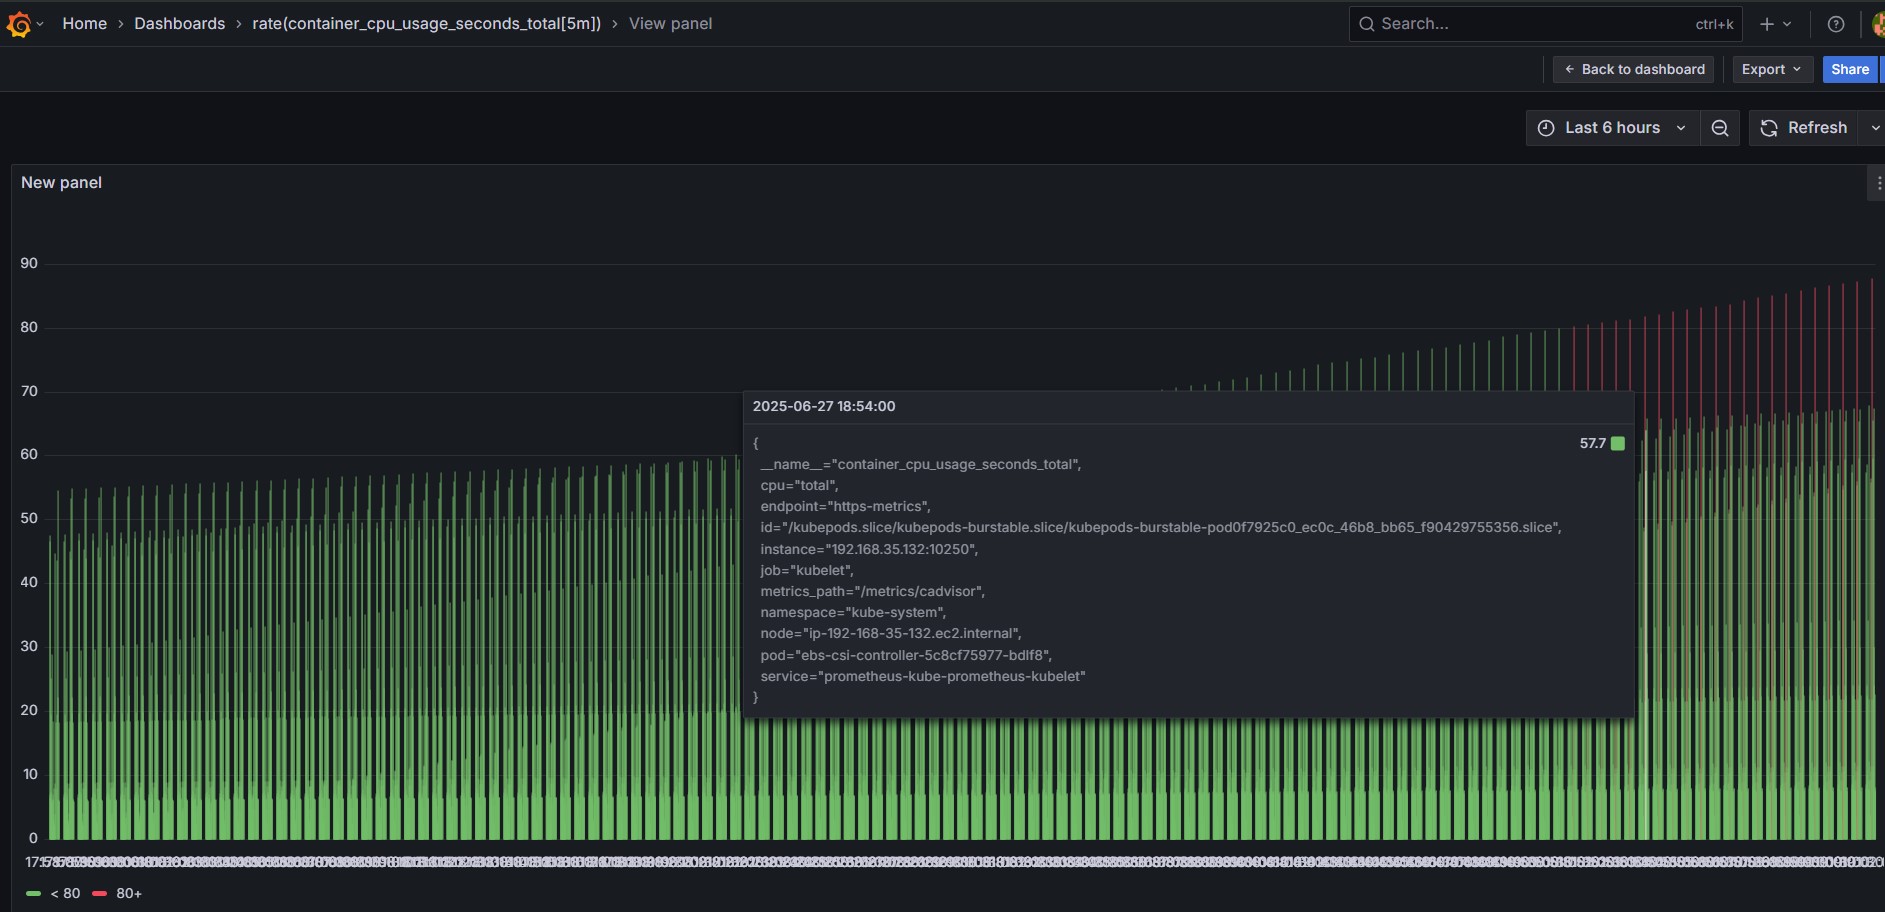 Home > Dashboards > rate(container_cpu_usage_seconds_total[5m]) > View panel
Search... ctrl+k
Back to dashboard Export Share
Last 6 hours Refresh
New panel
90
80
70
60
50
40
30
20
10
0
2025-06-27 18:54:00
{ 57.7
__name__="container_cpu_usage_seconds_total",
cpu="total",
endpoint="https-metrics",
id="/kubepods.slice/kubepods-burstable.slice/kubepods-burstable-pod0f7925c0_ec0c_46b8_bb65_f90429755356.slice",
instance="192.168.35.132:10250",
job="kubelet",
metrics_path="/metrics/cadvisor",
namespace="kube-system",
node="ip-192-168-35-132.ec2.internal",
pod="ebs-csi-controller-5c8cf75977-bdlf8",
service="prometheus-kube-prometheus-kubelet"
}
< 80 80+